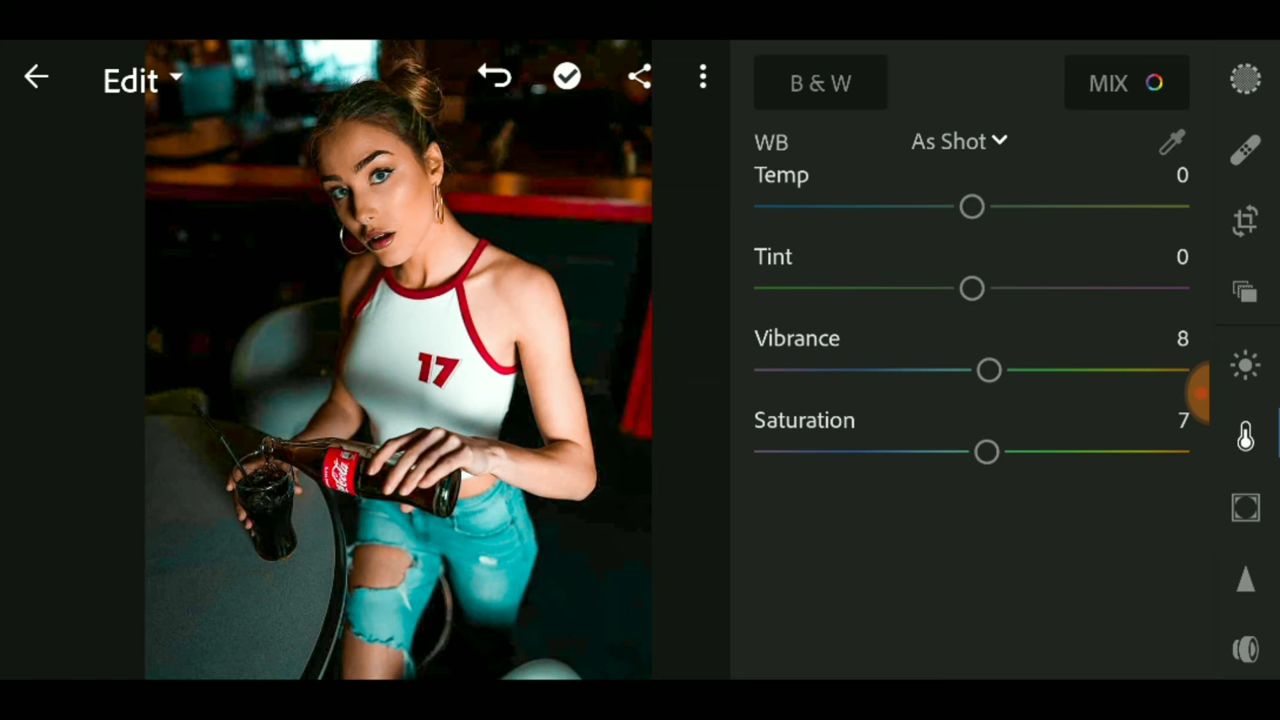 Edit
B & W
MIX
WB
As Shot
Temp
0
Tint
0
Vibrance
8
Saturation
7
17
Coca-Cola